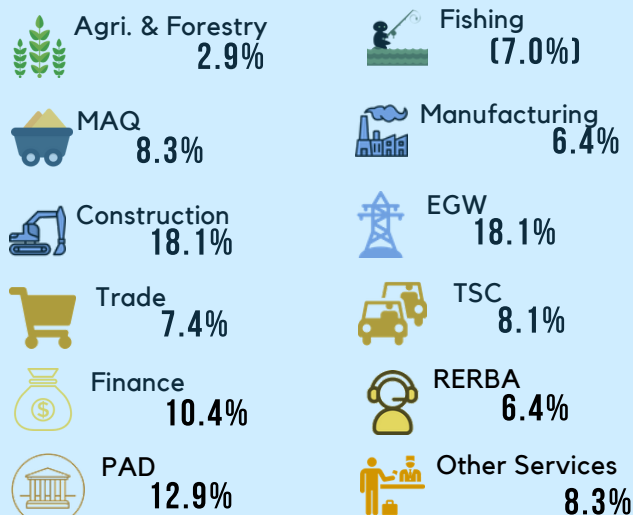 Agri. & Forestry
2.9%
Fishing
(7.0%)
MAQ
8.3%
Manufacturing
6.4%
Construction
18.1%
EGW
18.1%
Trade
7.4%
TSC
8.1%
Finance
10.4%
RERBA
6.4%
PAD
12.9%
Other Services
8.3%
$